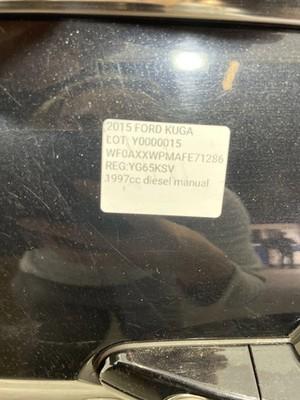 2015 FORD KUGA
LOT: Y0000015
WF0AXXWPMAFE71286
REG:YG65KSV
1997cc diesel manual